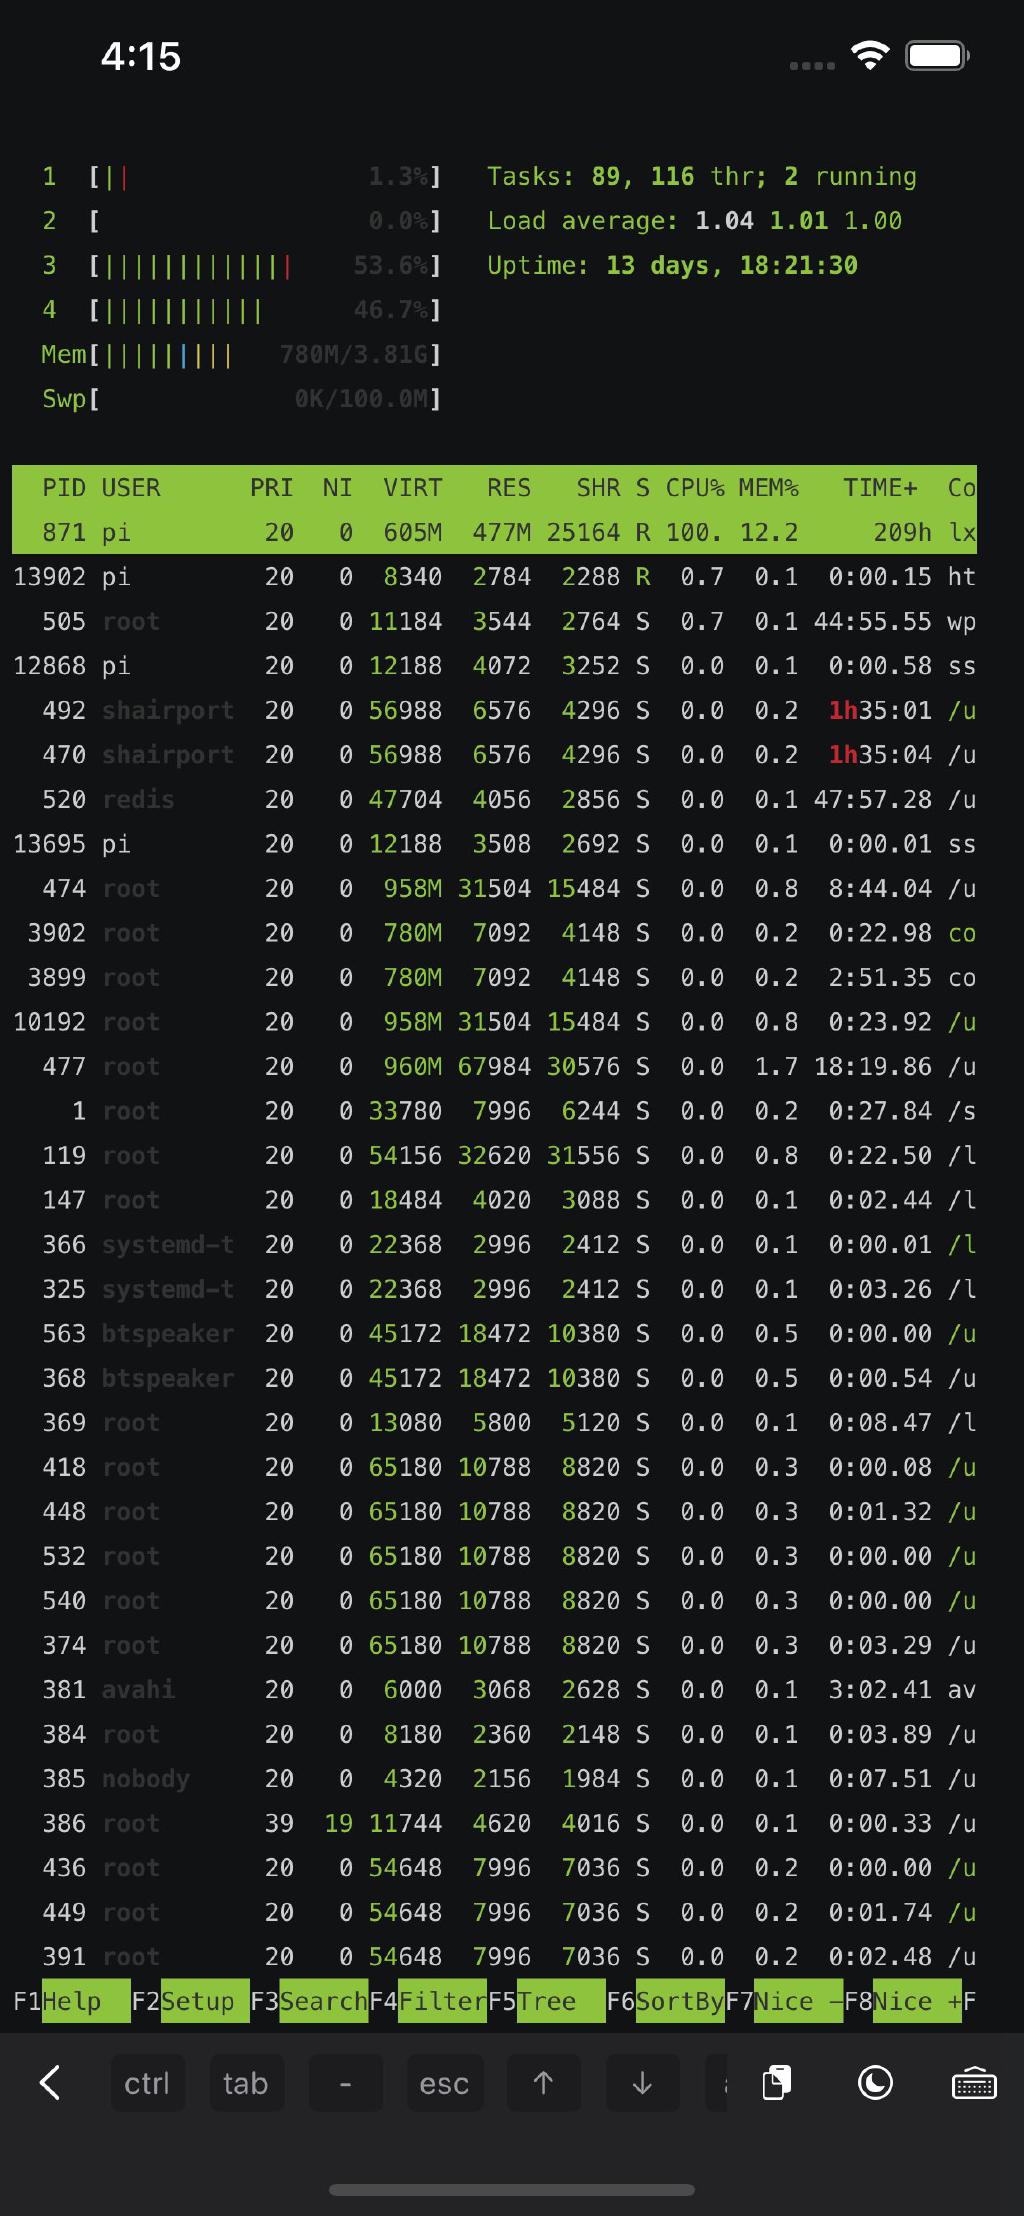 4:15
1 [|| 1.3%] Tasks: 89, 116 thr; 2 running
2 [ 0.0%] Load average: 1.04 1.01 1.00
3 [||||||||||||| 53.6%] Uptime: 13 days, 18:21:30
4 [||||||||||| 46.7%]
Mem[||||||||| 780M/3.81G]
Swp[ 0K/100.0M]
PID USER PRI NI VIRT RES SHR S CPU% MEM% TIME+ Co
871 pi 20 0 605M 477M 25164 R 100. 12.2 209h lx
13902 pi 20 0 8340 2784 2288 R 0.7 0.1 0:00.15 ht
505 root 20 0 11184 3544 2764 S 0.7 0.1 44:55.55 wp
12868 pi 20 0 12188 4072 3252 S 0.0 0.1 0:00.58 ss
492 shairport 20 0 56988 6576 4296 S 0.0 0.2 1h35:01 /u
470 shairport 20 0 56988 6576 4296 S 0.0 0.2 1h35:04 /u
520 redis 20 0 47704 4056 2856 S 0.0 0.1 47:57.28 /u
13695 pi 20 0 12188 3508 2692 S 0.0 0.1 0:00.01 ss
474 root 20 0 958M 31504 15484 S 0.0 0.8 8:44.04 /u
3902 root 20 0 780M 7092 4148 S 0.0 0.2 0:22.98 co
3899 root 20 0 780M 7092 4148 S 0.0 0.2 2:51.35 co
10192 root 20 0 958M 31504 15484 S 0.0 0.8 0:23.92 /u
477 root 20 0 960M 67984 30576 S 0.0 1.7 18:19.86 /u
1 root 20 0 33780 7996 6244 S 0.0 0.2 0:27.84 /s
119 root 20 0 54156 32620 31556 S 0.0 0.8 0:22.50 /l
147 root 20 0 18484 4020 3088 S 0.0 0.1 0:02.44 /l
366 systemd-t 20 0 22368 2996 2412 S 0.0 0.1 0:00.01 /l
325 systemd-t 20 0 22368 2996 2412 S 0.0 0.1 0:03.26 /l
563 btspeaker 20 0 45172 18472 10380 S 0.0 0.5 0:00.00 /u
368 btspeaker 20 0 45172 18472 10380 S 0.0 0.5 0:00.54 /u
369 root 20 0 13080 5800 5120 S 0.0 0.1 0:08.47 /l
418 root 20 0 65180 10788 8820 S 0.0 0.3 0:00.08 /u
448 root 20 0 65180 10788 8820 S 0.0 0.3 0:01.32 /u
532 root 20 0 65180 10788 8820 S 0.0 0.3 0:00.00 /u
540 root 20 0 65180 10788 8820 S 0.0 0.3 0:00.00 /u
374 root 20 0 65180 10788 8820 S 0.0 0.3 0:03.29 /u
381 avahi 20 0 6000 3068 2628 S 0.0 0.1 3:02.41 av
384 root 20 0 8180 2360 2148 S 0.0 0.1 0:03.89 /u
385 nobody 20 0 4320 2156 1984 S 0.0 0.1 0:07.51 /u
386 root 39 19 11744 4620 4016 S 0.0 0.1 0:00.33 /u
436 root 20 0 54648 7996 7036 S 0.0 0.2 0:00.00 /u
449 root 20 0 54648 7996 7036 S 0.0 0.2 0:01.74 /u
391 root 20 0 54648 7996 7036 S 0.0 0.2 0:02.48 /u
F1Help F2Setup F3SearchF4FilterF5Tree F6SortByF7Nice -F8Nice +F
ctrl tab - esc ↑ ↓